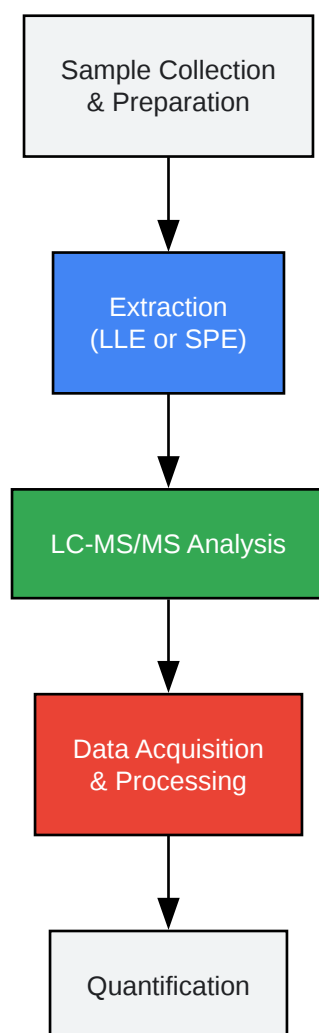 Sample Collection
& Preparation
Extraction
(LLE or SPE)
LC-MS/MS Analysis
Data Acquisition
& Processing
Quantification